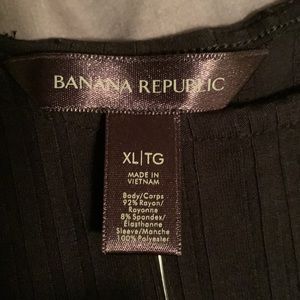 BANANA REPUBLIC
XL|TG
MADE IN
VIETNAM
Body/Corps
92% Rayon/
Rayonne
8% Spandex/
Elasthanne
Sleeve/Manche
100% Polyester